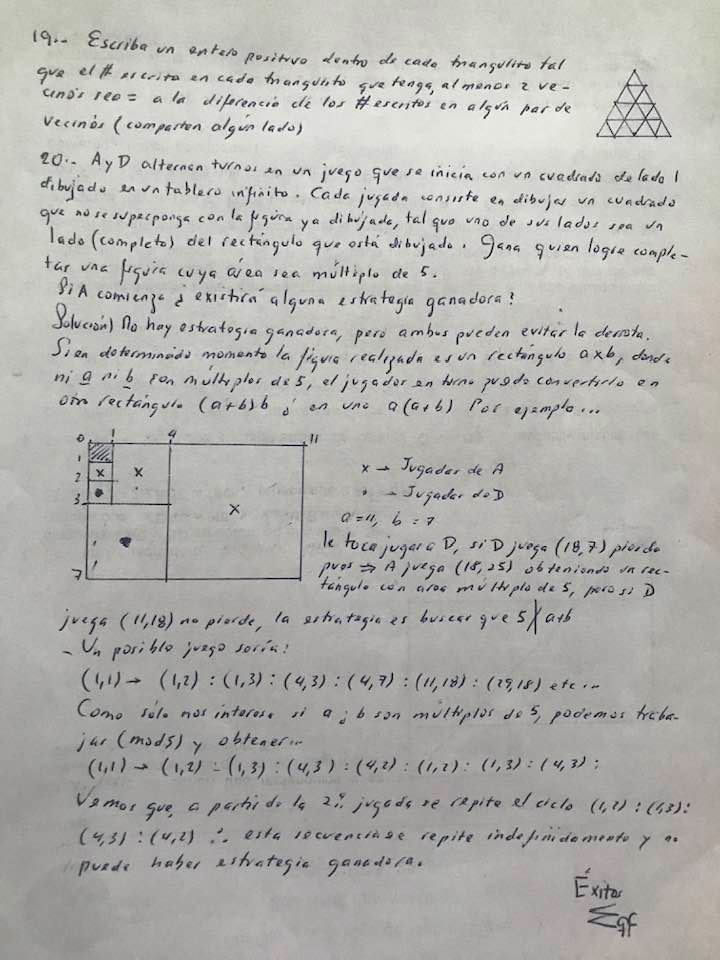 19.- Escriba un entero positivo dentro de cada triangulito tal
que el # escrito en cada triangulito que tenga, al menos 2 ve-
cinos sea = a la diferencia de los # escritos en algún par de
vecinos (comparten algún lado)
20.- A y D alternan turnos en un juego que se inicia con un cuadrado de lado 1
dibujado en un tablero infinito. Cada jugada consiste en dibujar un cuadrado
que no se superponga con la figura ya dibujada, tal que uno de sus lados sea un
lado (completo) del rectángulo que está dibujado. Gana quien logre comple-
tar una figura cuya área sea múltiplo de 5.
Si A comienza ¿existirá alguna estrategia ganadora?
Solución) No hay estrategia ganadora, pero ambos pueden evitar la derrota.
Si en determinado momento la figura realizada es un rectángulo axb, donde
ni a ni b son múltiplos de 5, el jugador en turno puede convertirlo en
otro rectángulo (a+b)b ó en uno a(a+b) Por ejemplo...
0 1 4 11
1
2 x x
3
x
7
x → Jugador de A
• → Jugador de D
a=11, b=7
le toca jugar a D, si D juega (18,7) pierde
pues ⇒ A juega (18,25) obteniendo un rec-
tángulo con area múltiplo de 5, pero si D
juega (11,18) no pierde, la estrategia es buscar que 5∤a+b
- Un posible juego sería:
(1,1) → (1,2) : (1,3) : (4,3) : (4,7) : (11,18) : (29,18) etc...
Como sólo nos interesa si a ó b son múltiplos de 5, podemos traba-
jar (mod5) y obtener...
(1,1) → (1,2) - (1,3) : (4,3) : (4,2) : (1,2) : (1,3) : (4,3) :
Vemos que, a partir de la 2ª jugada se repite el ciclo (1,2) : (1,3) :
(4,3) : (4,2) ∴ esta secuencia se repite indefinidamente y no
puede haber estrategia ganadora.
Éxitos